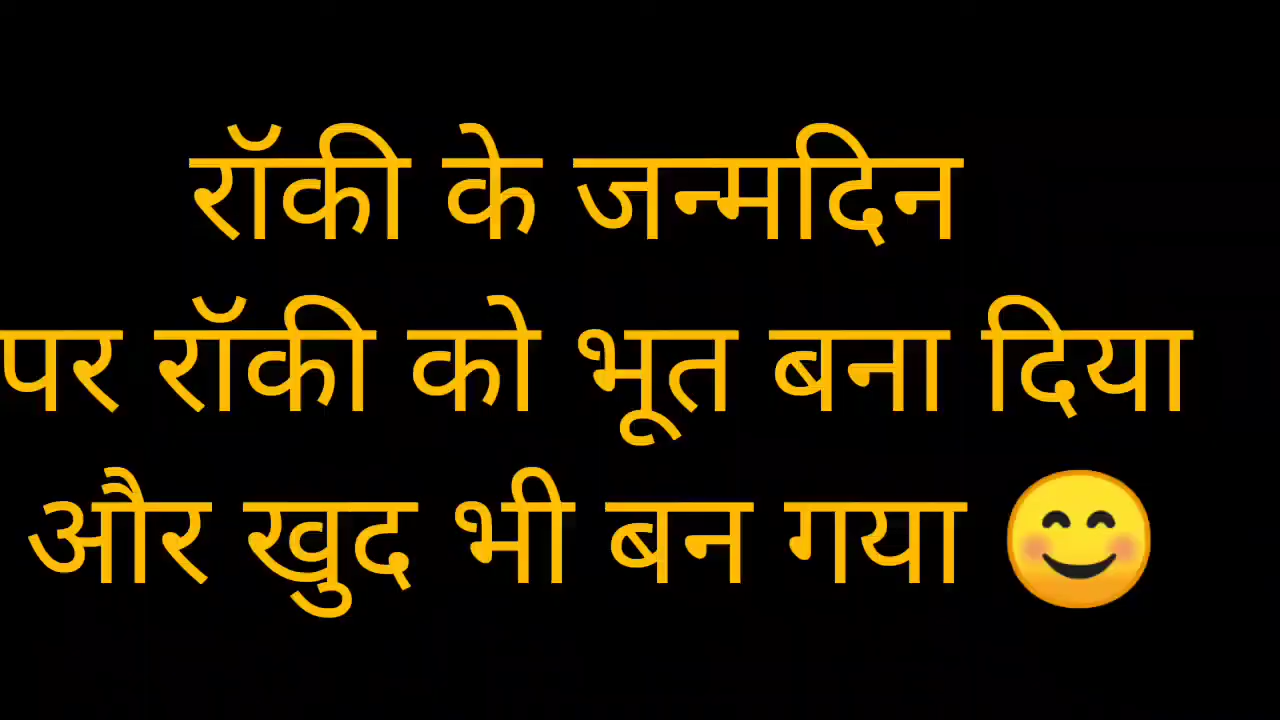 रॉकी के जन्मदिन
पर रॉकी को भूत बना दिया
और खुद भी बन गया 😊